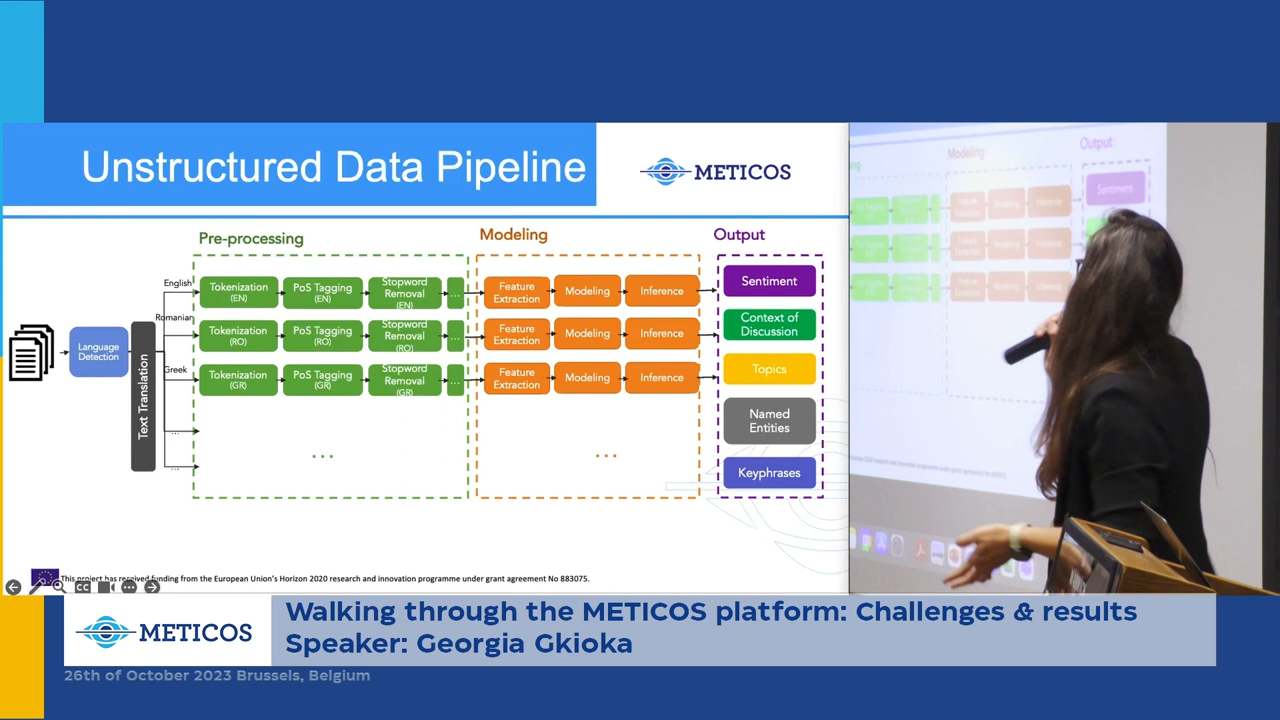 Unstructured Data Pipeline
METICOS
Pre-processing
Modeling
Output
English
Romanian
Greek
...
...
Language
Detection
Text Translation
Tokenization
(EN)
PoS Tagging
(EN)
Stopword
Removal
(EN)
...
Feature
Extraction
Modeling
Inference
Tokenization
(RO)
PoS Tagging
(RO)
Stopword
Removal
(RO)
...
Feature
Extraction
Modeling
Inference
Tokenization
(GR)
PoS Tagging
(GR)
Stopword
Removal
(GR)
...
Feature
Extraction
Modeling
Inference
...
...
Sentiment
Context of
Discussion
Topics
Named
Entities
Keyphrases
This project has received funding from the European Union's Horizon 2020 research and innovation programme under grant agreement No 883075.
CC
Modeling
Output
Sentiment
METICOS
Walking through the METICOS platform: Challenges & results
Speaker: Georgia Gkioka
26th of October 2023 Brussels, Belgium